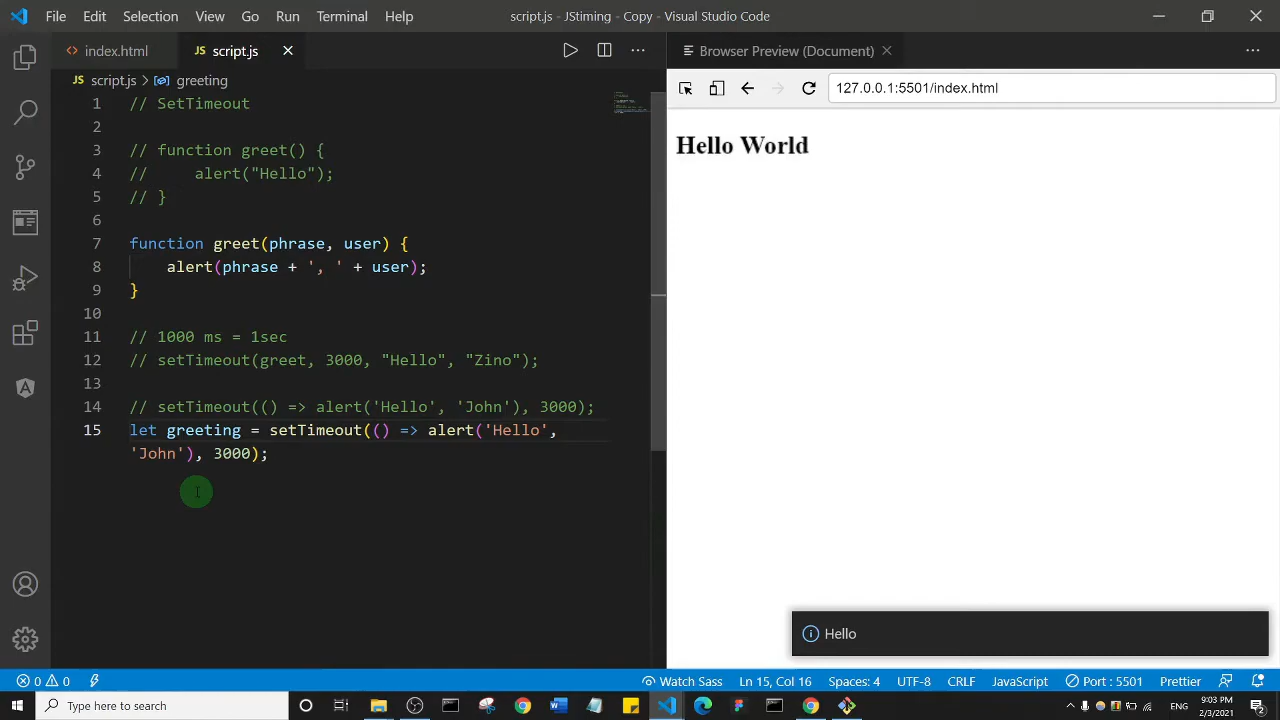 File Edit Selection View Go Run Terminal Help script.js - JStiming - Copy - Visual Studio Code
index.html JS script.js
JS script.js > greeting
1 // SetTimeout
2
3 // function greet() {
4 //     alert("Hello");
5 // }
6
7 function greet(phrase, user) {
8     alert(phrase + ', ' + user);
9 }
10
11 // 1000 ms = 1sec
12 // setTimeout(greet, 3000, "Hello", "Zino");
13
14 // setTimeout(() => alert('Hello', 'John'), 3000);
15 let greeting = setTimeout(() => alert('Hello',
'John'), 3000);
Browser Preview (Document)
127.0.0.1:5501/index.html
Hello World
Hello
0 0 Watch Sass Ln 15, Col 16 Spaces: 4 UTF-8 CRLF JavaScript Port : 5501 Prettier
Type here to search
ENG 9:03 PM
2/3/2021 2